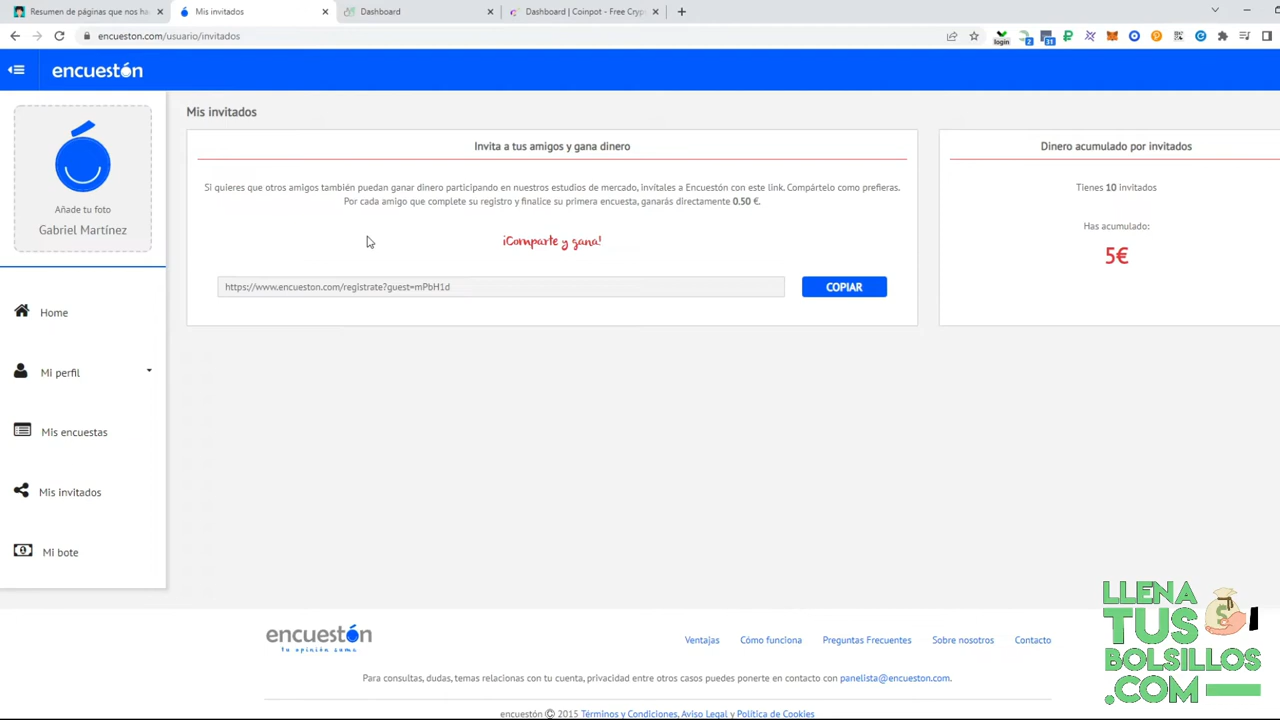 Resumen de páginas que nos ha
Mis invitados
Dashboard
Dashboard | Coinpot - Free Cryp
encueston.com/usuario/invitados
login
2
31
encuestón
Añade tu foto
Gabriel Martínez
Home
Mi perfil
Mis encuestas
Mis invitados
Mi bote
Mis invitados
Invita a tus amigos y gana dinero
Si quieres que otros amigos también puedan ganar dinero participando en nuestros estudios de mercado, invítales a Encuestón con este link. Compártelo como prefieras.
Por cada amigo que complete su registro y finalice su primera encuesta, ganarás directamente 0.50 €.
¡Comparte y gana!
https://www.encueston.com/registrate?guest=mPbH1d
COPIAR
Dinero acumulado por invitados
Tienes 10 invitados
Has acumulado:
5€
encuestón
tu opinión suma
Ventajas
Cómo funciona
Preguntas Frecuentes
Sobre nosotros
Contacto
Para consultas, dudas, temas relaciones con tu cuenta, privacidad entre otros casos puedes ponerte en contacto con panelista@encueston.com.
encuestón © 2015 Términos y Condiciones, Aviso Legal y Política de Cookies
LLENA
TUS
BOLSILLOS
.COM